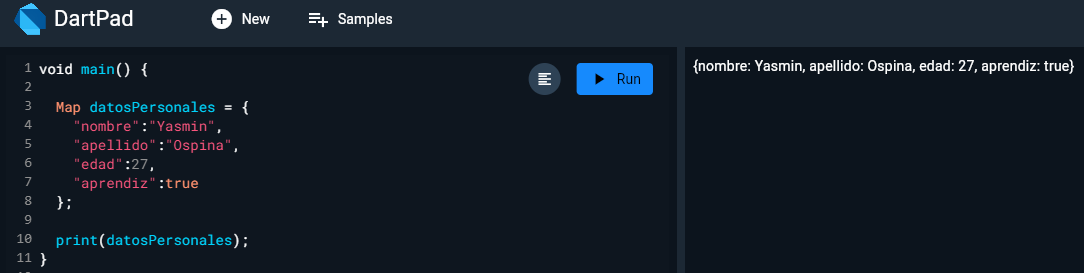 DartPad
New
Samples
1 void main() {
2
3 Map datosPersonales = {
4 "nombre":"Yasmin",
5 "apellido":"Ospina",
6 "edad":27,
7 "aprendiz":true
8 };
9
10 print(datosPersonales);
11 }
Run
{nombre: Yasmin, apellido: Ospina, edad: 27, aprendiz: true}